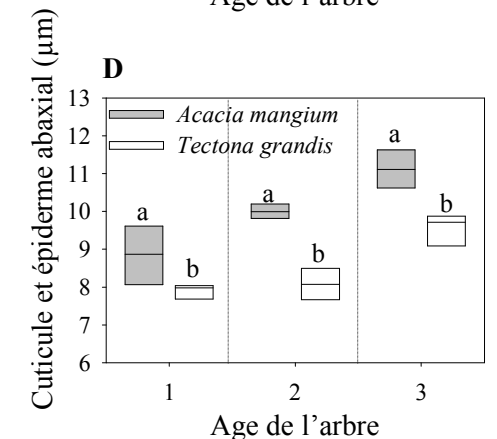 Age de l’arbre
D
Cuticule et épiderme abaxial (µm)
13
12
11
10
9
8
7
6
Acacia mangium
Tectona grandis
a
b
a
b
a
b
1 2 3
Age de l’arbre